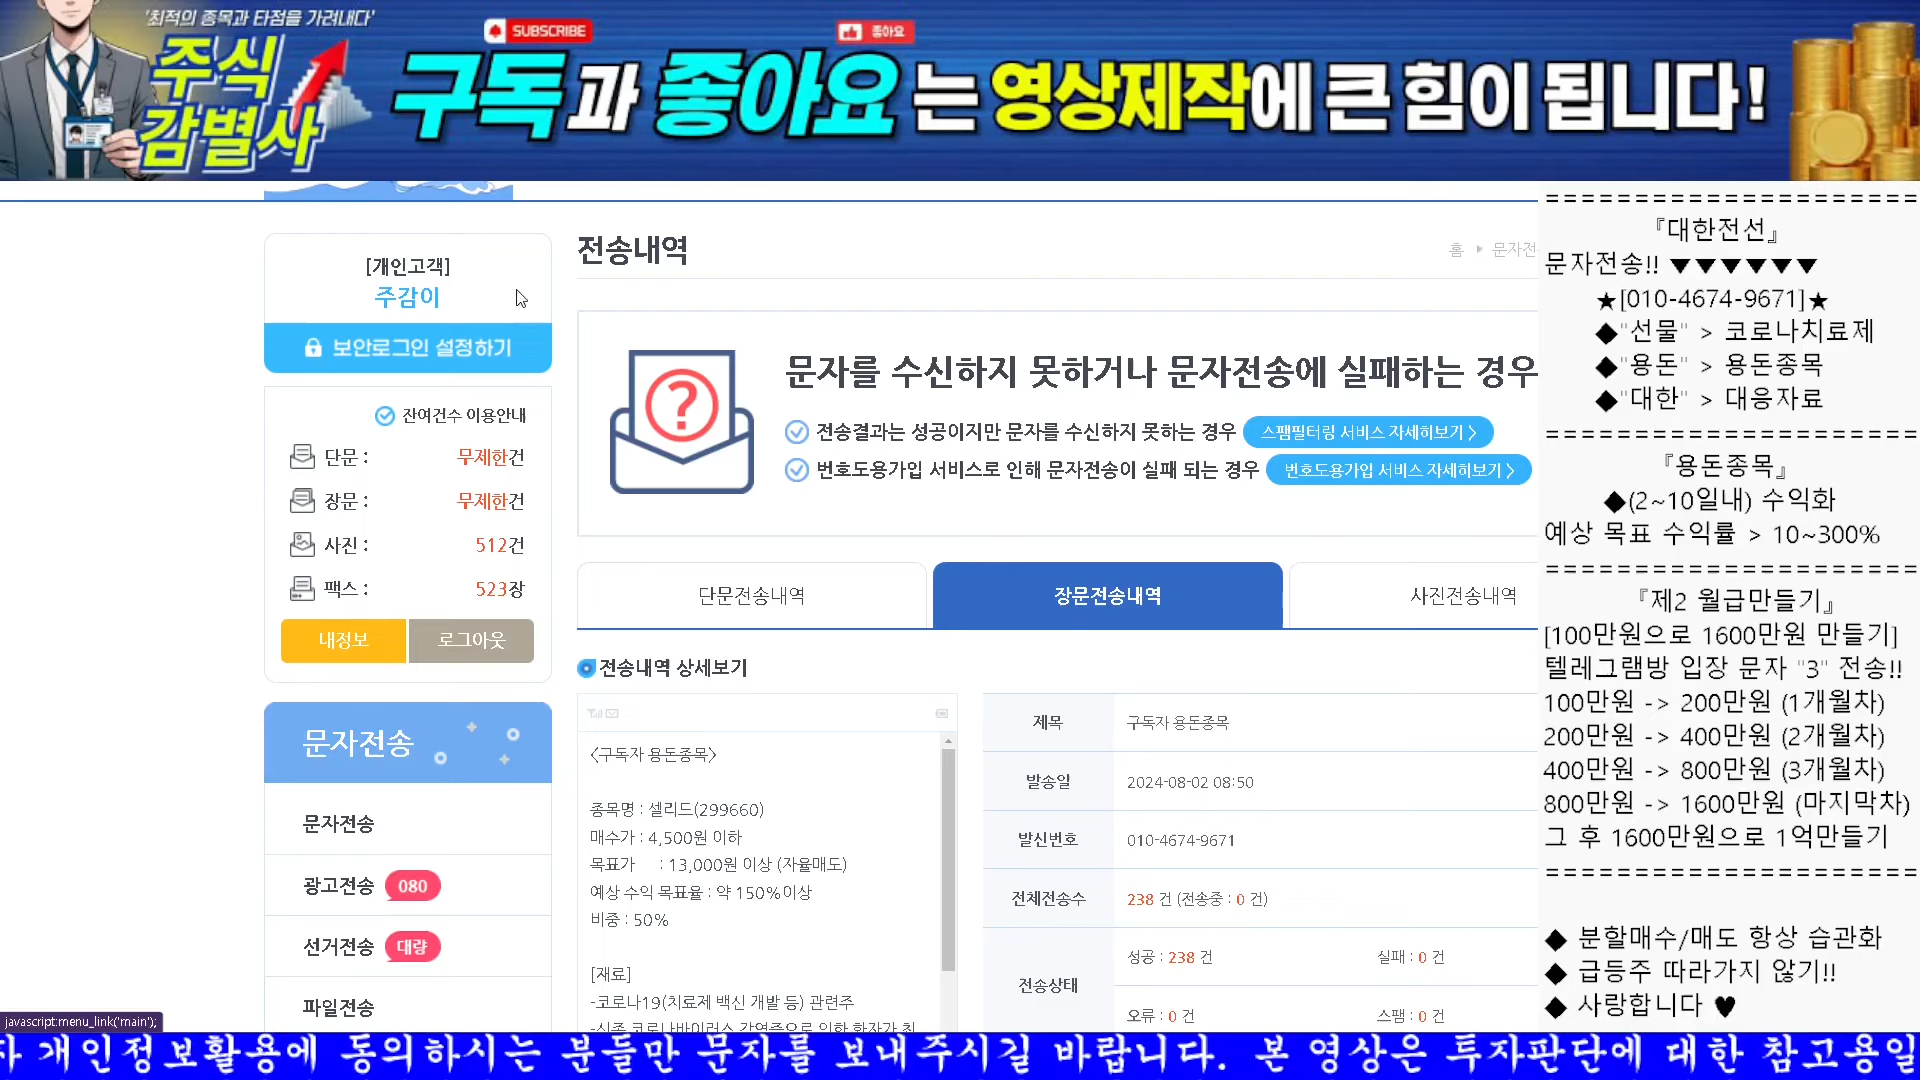 '최적의 종목과 타점을 가려내다'
주식
감별사
SUBSCRIBE
좋아요
구독과 좋아요는 영상제작에 큰 힘이 됩니다!
[개인고객]
주감이
보안로그인 설정하기
잔여건수 이용안내
단문 : 무제한건
장문 : 무제한건
사진 : 512건
팩스 : 523장
내정보 로그아웃
문자전송
문자전송
광고전송 080
선거전송 대량
파일전송
javascript:menu_link('main');
전송내역
홈 ▶ 문자전
문자를 수신하지 못하거나 문자전송에 실패하는 경우
전송결과는 성공이지만 문자를 수신하지 못하는 경우 스팸필터링 서비스 자세히보기 >
번호도용가입 서비스로 인해 문자전송이 실패 되는 경우 번호도용가입 서비스 자세히보기 >
단문전송내역 장문전송내역 사진전송내역
전송내역 상세보기
<구독자 용돈종목>
종목명 : 셀리드(299660)
매수가 : 4,500원 이하
목표가 : 13,000원 이상 (자율매도)
예상 수익 목표율 : 약 150%이상
비중 : 50%
[재료]
-코로나19(치료제 백신 개발 등) 관련주
-신종 코로나바이러스 감염증으로 인한 환자가 최
제목 구독자 용돈종목
발송일 2024-08-02 08:50
발신번호 010-4674-9671
전체전송수 238 건 (전송중 : 0 건)
전송상태
성공 : 238 건 실패 : 0 건
오류 : 0 건 스팸 : 0 건
=====================
『대한전선』
문자전송!! ▼▼▼▼▼▼
★[010-4674-9671]★
◆"선물" > 코로나치료제
◆"용돈" > 용돈종목
◆"대한" > 대응자료
=====================
『용돈종목』
◆(2~10일내) 수익화
예상 목표 수익률 > 10~300%
=====================
『제2 월급만들기』
[100만원으로 1600만원 만들기]
텔레그램방 입장 문자 "3" 전송!!
100만원 -> 200만원 (1개월차)
200만원 -> 400만원 (2개월차)
400만원 -> 800만원 (3개월차)
800만원 -> 1600만원 (마지막차)
그 후 1600만원으로 1억만들기
=====================
◆ 분할매수/매도 항상 습관화
◆ 급등주 따라가지 않기!!
◆ 사랑합니다 ♥
자 개인정보활용에 동의하시는 분들만 문자를 보내주시길 바랍니다. 본 영상은 투자판단에 대한 참고용일